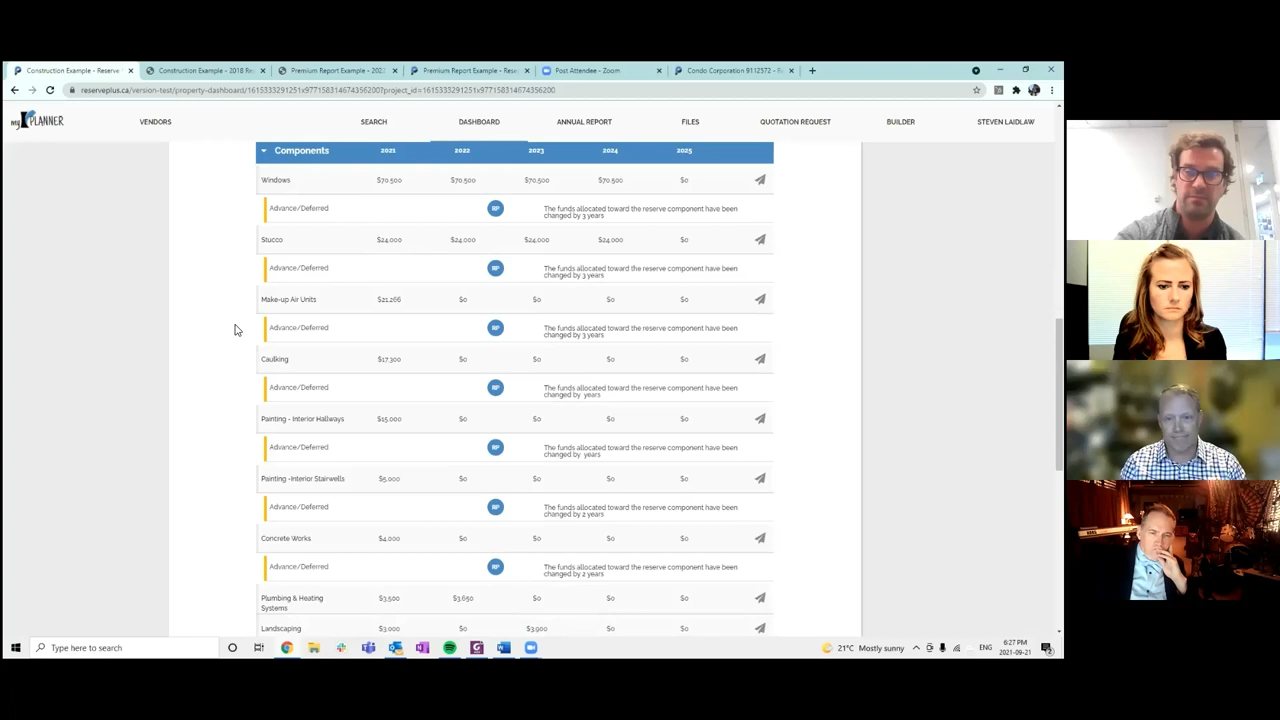 Construction Example - Reserve
Construction Example - 2018 Re
Premium Report Example - 202
Premium Report Example - Rese
Post Attendee - Zoom
Condo Corporation 9112572 - R
reserveplus.ca/version-test/property-dashboard/1615333291251x977158314674356200?project_id=1615333291251x977158314674356200
my PLANNER
VENDORS
SEARCH
DASHBOARD
ANNUAL REPORT
FILES
QUOTATION REQUEST
BUILDER
STEVEN LAIDLAW
Components 2021 2022 2023 2024 2025
Windows $70,500 $70,500 $70,500 $70,500 $0
Advance/Deferred RP The funds allocated toward the reserve component have been
changed by 3 years
Stucco $24,000 $24,000 $24,000 $24,000 $0
Advance/Deferred RP The funds allocated toward the reserve component have been
changed by 3 years
Make-up Air Units $21,266 $0 $0 $0 $0
Advance/Deferred RP The funds allocated toward the reserve component have been
changed by 3 years
Caulking $17,300 $0 $0 $0 $0
Advance/Deferred RP The funds allocated toward the reserve component have been
changed by years
Painting - Interior Hallways $15,000 $0 $0 $0 $0
Advance/Deferred RP The funds allocated toward the reserve component have been
changed by years
Painting -Interior Stairwells $5,000 $0 $0 $0 $0
Advance/Deferred RP The funds allocated toward the reserve component have been
changed by 2 years
Concrete Works $4,000 $0 $0 $0 $0
Advance/Deferred RP The funds allocated toward the reserve component have been
changed by 2 years
Plumbing & Heating $3,500 $3,650 $0 $0 $0
Systems
Landscaping $3,000 $0 $3,900 $0 $0
Type here to search
21°C Mostly sunny
ENG
6:27 PM
2021-09-21
2
KORG